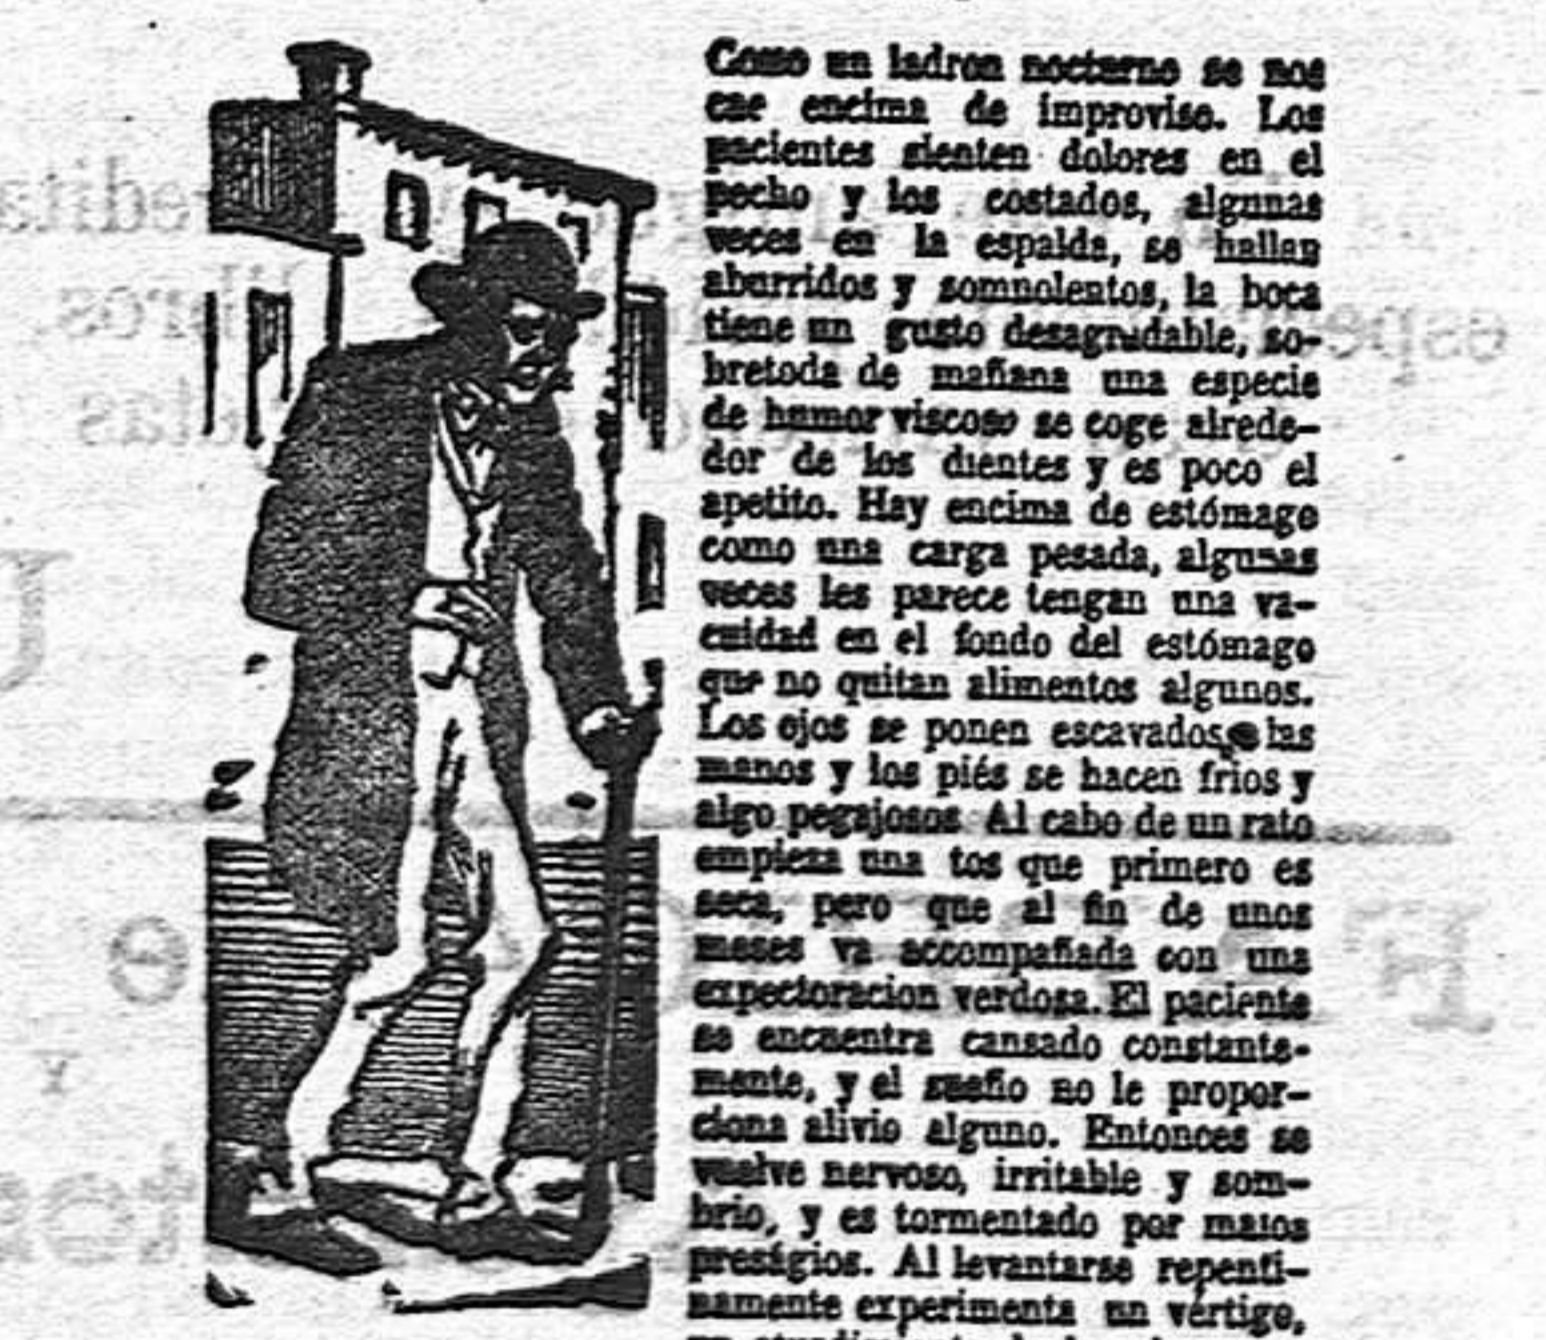 Como un ladron nocturno se nos
cae encima de improviso. Los
pacientes sienten dolores en el
pecho y los costados, algunas
veces en la espalda, se hallan
aburridos y somnolentos, la boca
tiene un gusto desagradable, so-
bretoda de mañana una especie
de humor viscoso se coge alrede-
dor de los dientes y es poco el
apetito. Hay encima de estómago
como una carga pesada, algunas
veces les parece tengan una va-
cuidad en el fondo del estómago
que no quitan alimentos algunos.
Los ojos se ponen escavados, las
manos y los piés se hacen frios y
algo pegajosos Al cabo de un rato
empieza una tos que primero es
seca, pero que al fin de unos
meses va accompañada con una
expectoracion verdosa. El paciente
se encuentra cansado constante-
mente, y el sueño no le propor-
ciona alivio alguno. Entonces se
vuelve nervoso, irritable y som-
brio, y es tormentado por malos
preságios. Al levantarse repenti-
namente experimenta un vértigo,